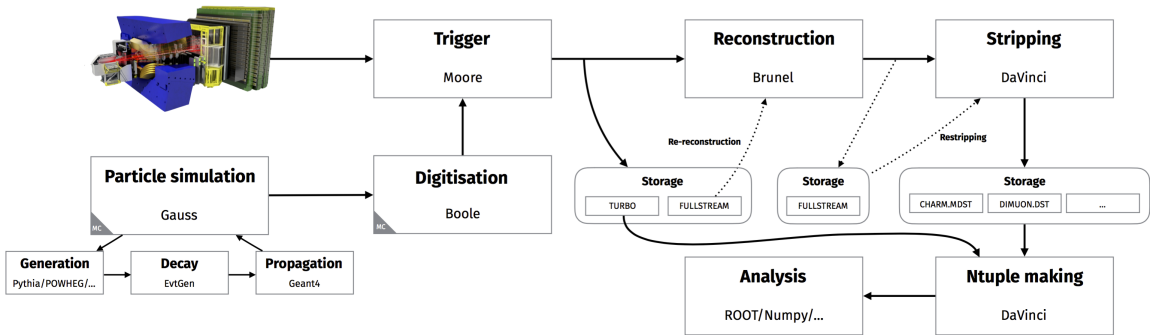 Trigger
Moore
Reconstruction
Brunel
Stripping
DaVinci
Re-reconstruction
Restripping
Particle simulation
Gauss
MC
Digitisation
Boole
MC
Storage
TURBO
FULLSTREAM
Storage
FULLSTREAM
Storage
CHARM.MDST
DIMUON.DST
...
Generation
Pythia/POWHEG/...
Decay
EvtGen
Propagation
Geant4
Analysis
ROOT/Numpy/...
Ntuple making
DaVinci